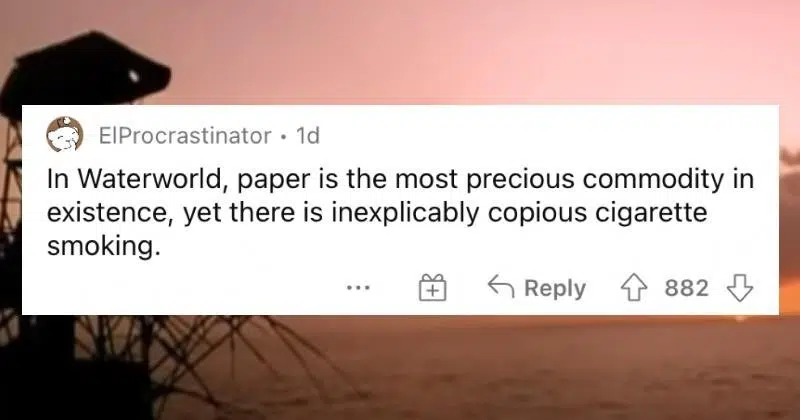 ElProcrastinator • 1d
In Waterworld, paper is the most precious commodity in
existence, yet there is inexplicably copious cigarette
smoking.
... Reply 882